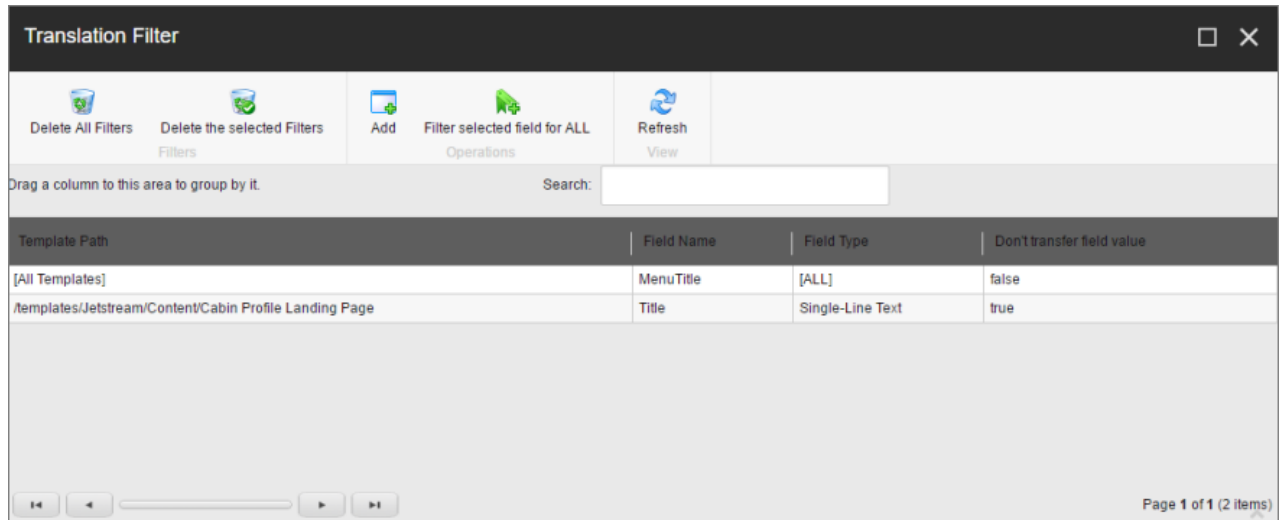 Translation Filter
Delete All Filters Delete the selected Filters Add Filter selected field for ALL Refresh
Filters Operations View
Drag a column to this area to group by it. Search:
Template Path Field Name Field Type Don't transfer field value
[All Templates] MenuTitle [ALL] false
/templates/Jetstream/Content/Cabin Profile Landing Page Title Single-Line Text true
Page 1 of 1 (2 items)